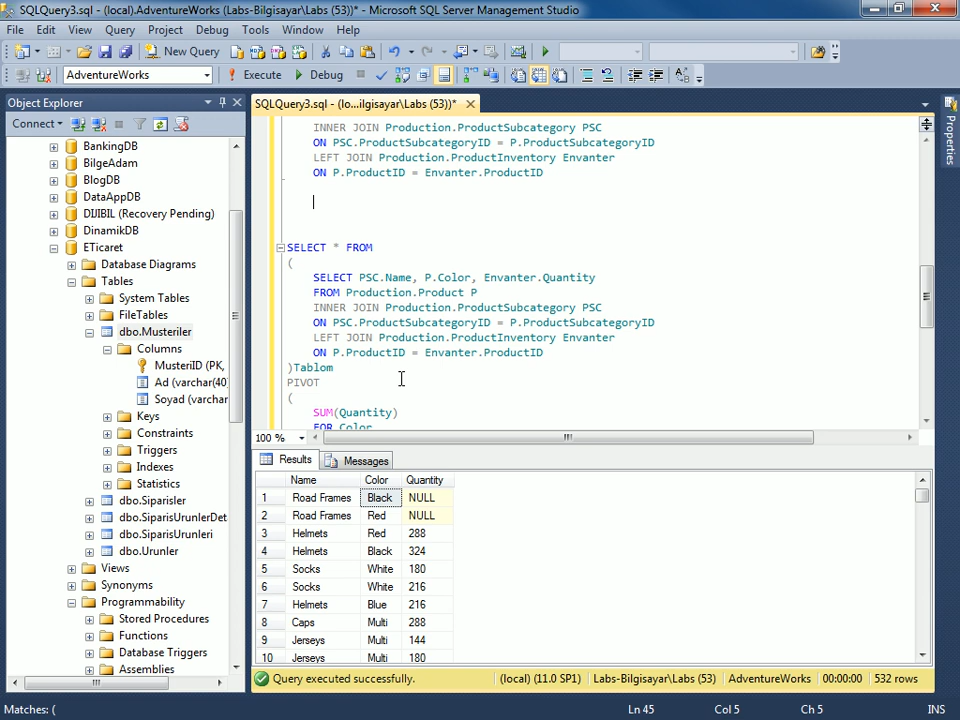 SQLQuery3.sql - (local).AdventureWorks (Labs-Bilgisayar\Labs (53))* - Microsoft SQL Server Management Studio
File Edit View Query Project Debug Tools Window Help
New Query
AdventureWorks Execute Debug
Object Explorer
SQLQuery3.sql - (lo...ilgisayar\Labs (53))*
Properties
Connect
BankingDB
BilgeAdam
BlogDB
DataAppDB
DIJIBIL (Recovery Pending)
DinamikDB
ETicaret
Database Diagrams
Tables
System Tables
FileTables
dbo.Musteriler
Columns
MusteriID (PK,
Ad (varchar(40)
Soyad (varchar
Keys
Constraints
Triggers
Indexes
Statistics
dbo.Siparisler
dbo.SiparisUrunlerDet
dbo.SiparisUrunleri
dbo.Urunler
Views
Synonyms
Programmability
Stored Procedures
Functions
Database Triggers
Assemblies
INNER JOIN Production.ProductSubcategory PSC
ON PSC.ProductSubcategoryID = P.ProductSubcategoryID
LEFT JOIN Production.ProductInventory Envanter
ON P.ProductID = Envanter.ProductID
SELECT * FROM
(
SELECT PSC.Name, P.Color, Envanter.Quantity
FROM Production.Product P
INNER JOIN Production.ProductSubcategory PSC
ON PSC.ProductSubcategoryID = P.ProductSubcategoryID
LEFT JOIN Production.ProductInventory Envanter
ON P.ProductID = Envanter.ProductID
)Tablom
PIVOT
(
SUM(Quantity)
FOR Color
100 %
Results Messages
Name Color Quantity
1 Road Frames Black NULL
2 Road Frames Red NULL
3 Helmets Red 288
4 Helmets Black 324
5 Socks White 180
6 Socks White 216
7 Helmets Blue 216
8 Caps Multi 288
9 Jerseys Multi 144
10 Jerseys Multi 180
Query executed successfully. (local) (11.0 SP1) Labs-Bilgisayar\Labs (53) AdventureWorks 00:00:00 532 rows
Matches: ( Ln 45 Col 5 Ch 5 INS